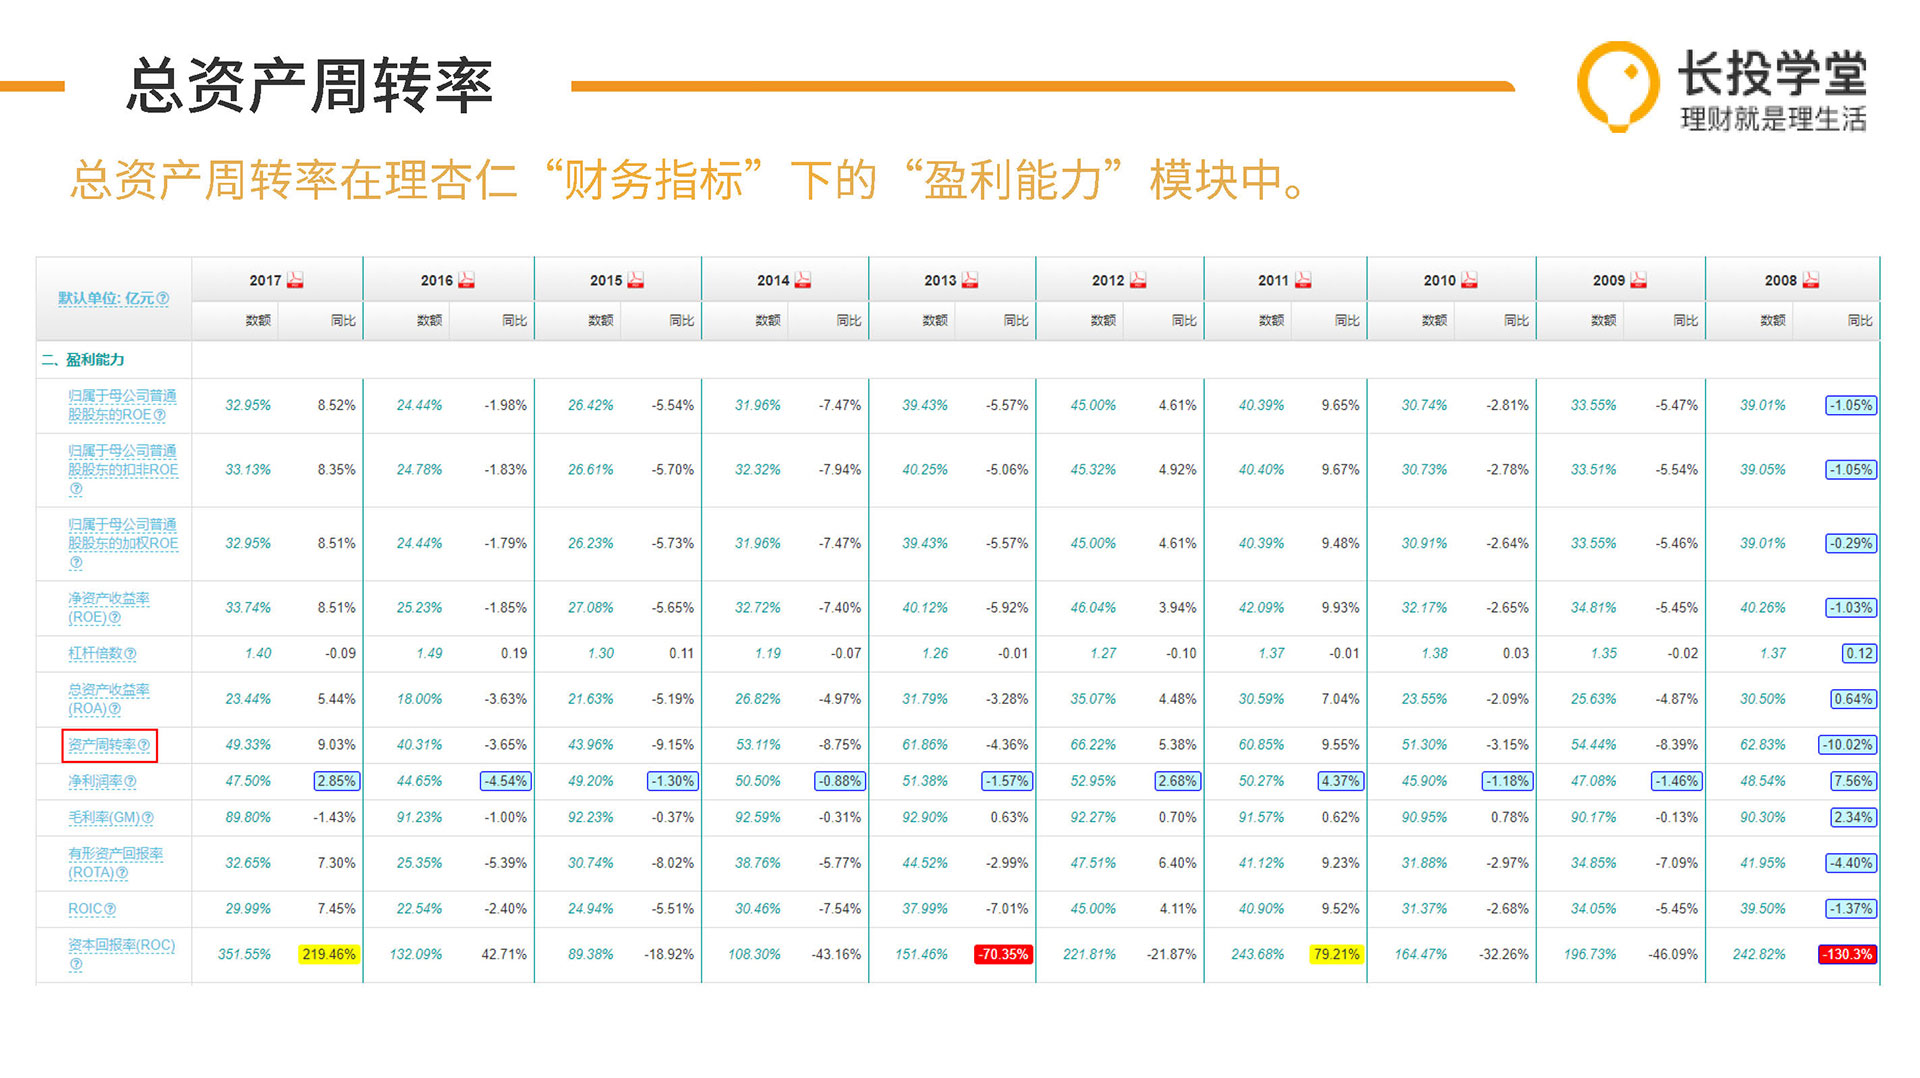 总资产周转率
长投学堂
理财就是理生活
总资产周转率在理杏仁“财务指标”下的“盈利能力”模块中。
默认单位: 亿元? 2017 2016 2015 2014 2013 2012 2011 2010 2009 2008
数额 同比 数额 同比 数额 同比 数额 同比 数额 同比 数额 同比 数额 同比 数额 同比 数额 同比 数额 同比
二、盈利能力
归属于母公司普通
股股东的ROE? 32.95% 8.52% 24.44% -1.98% 26.42% -5.54% 31.96% -7.47% 39.43% -5.57% 45.00% 4.61% 40.39% 9.65% 30.74% -2.81% 33.55% -5.47% 39.01% -1.05%
归属于母公司普通
股股东的扣非ROE
? 33.13% 8.35% 24.78% -1.83% 26.61% -5.70% 32.32% -7.94% 40.25% -5.06% 45.32% 4.92% 40.40% 9.67% 30.73% -2.78% 33.51% -5.54% 39.05% -1.05%
归属于母公司普通
股股东的加权ROE
? 32.95% 8.51% 24.44% -1.79% 26.23% -5.73% 31.96% -7.47% 39.43% -5.57% 45.00% 4.61% 40.39% 9.48% 30.91% -2.64% 33.55% -5.46% 39.01% -0.29%
净资产收益率
(ROE)? 33.74% 8.51% 25.23% -1.85% 27.08% -5.65% 32.72% -7.40% 40.12% -5.92% 46.04% 3.94% 42.09% 9.93% 32.17% -2.65% 34.81% -5.45% 40.26% -1.03%
杠杆倍数? 1.40 -0.09 1.49 0.19 1.30 0.11 1.19 -0.07 1.26 -0.01 1.27 -0.10 1.37 -0.01 1.38 0.03 1.35 -0.02 1.37 0.12
总资产收益率
(ROA)? 23.44% 5.44% 18.00% -3.63% 21.63% -5.19% 26.82% -4.97% 31.79% -3.28% 35.07% 4.48% 30.59% 7.04% 23.55% -2.09% 25.63% -4.87% 30.50% 0.64%
资产周转率? 49.33% 9.03% 40.31% -3.65% 43.96% -9.15% 53.11% -8.75% 61.86% -4.36% 66.22% 5.38% 60.85% 9.55% 51.30% -3.15% 54.44% -8.39% 62.83% -10.02%
净利润率? 47.50% 2.85% 44.65% -4.54% 49.20% -1.30% 50.50% -0.88% 51.38% -1.57% 52.95% 2.68% 50.27% 4.37% 45.90% -1.18% 47.08% -1.46% 48.54% 7.56%
毛利率(GM)? 89.80% -1.43% 91.23% -1.00% 92.23% -0.37% 92.59% -0.31% 92.90% 0.63% 92.27% 0.70% 91.57% 0.62% 90.95% 0.78% 90.17% -0.13% 90.30% 2.34%
有形资产回报率
(ROTA)? 32.65% 7.30% 25.35% -5.39% 30.74% -8.02% 38.76% -5.77% 44.52% -2.99% 47.51% 6.40% 41.12% 9.23% 31.88% -2.97% 34.85% -7.09% 41.95% -4.40%
ROIC? 29.99% 7.45% 22.54% -2.40% 24.94% -5.51% 30.46% -7.54% 37.99% -7.01% 45.00% 4.11% 40.90% 9.52% 31.37% -2.68% 34.05% -5.45% 39.50% -1.37%
资本回报率(ROC)
? 351.55% 219.46% 132.09% 42.71% 89.38% -18.92% 108.30% -43.16% 151.46% -70.35% 221.81% -21.87% 243.68% 79.21% 164.47% -32.26% 196.73% -46.09% 242.82% -130.3%